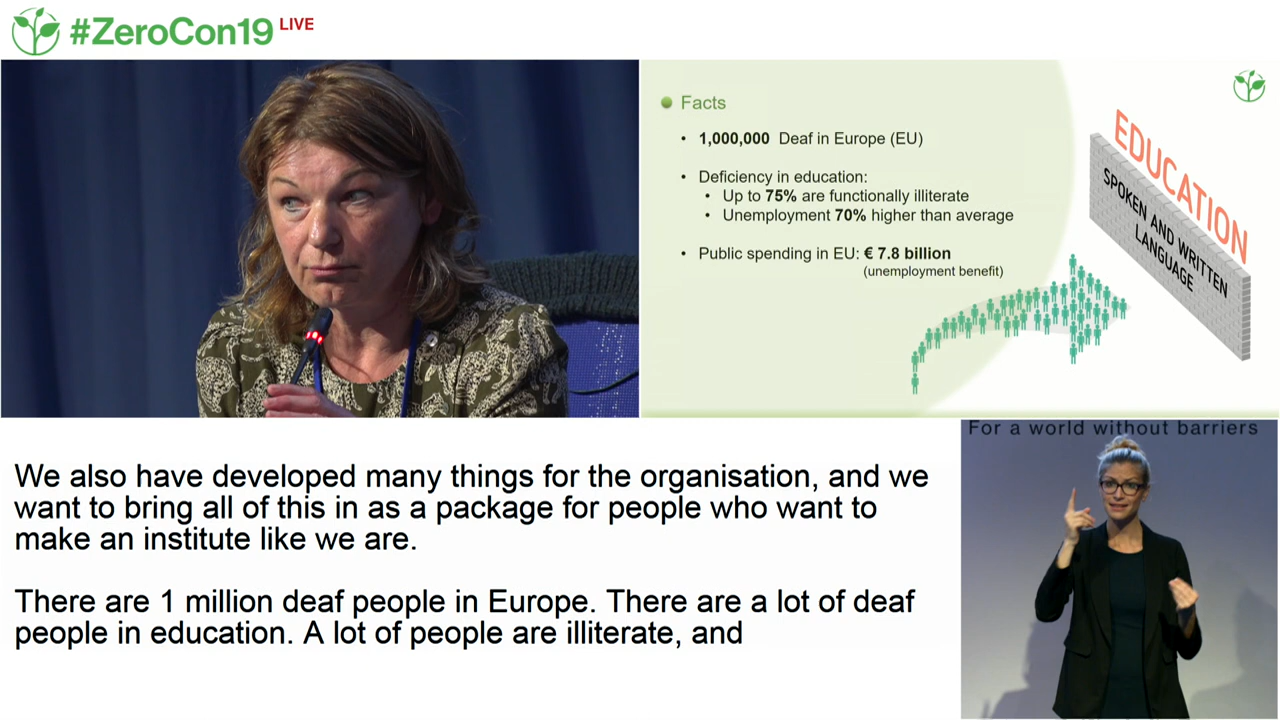 #ZeroCon19 LIVE
Facts
• 1,000,000 Deaf in Europe (EU)
• Deficiency in education:
• Up to 75% are functionally illiterate
• Unemployment 70% higher than average
• Public spending in EU: € 7.8 billion
(unemployment benefit)
EDUCATION
SPOKEN AND WRITTEN
LANGUAGE
We also have developed many things for the organisation, and we
want to bring all of this in as a package for people who want to
make an institute like we are.
There are 1 million deaf people in Europe. There are a lot of deaf
people in education. A lot of people are illiterate, and
For a world without barriers